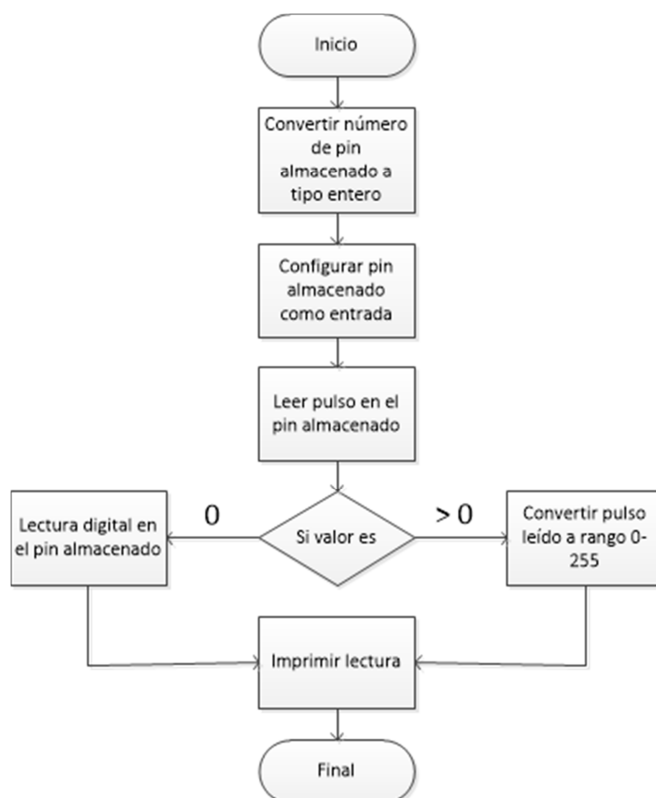 Inicio
Convertir número
de pin
almacenado a
tipo entero
Configurar pin
almacenado
como entrada
Leer pulso en el
pin almacenado
Lectura digital en
el pin almacenado
0
Si valor es
> 0
Convertir pulso
leído a rango 0-
255
Imprimir lectura
Final